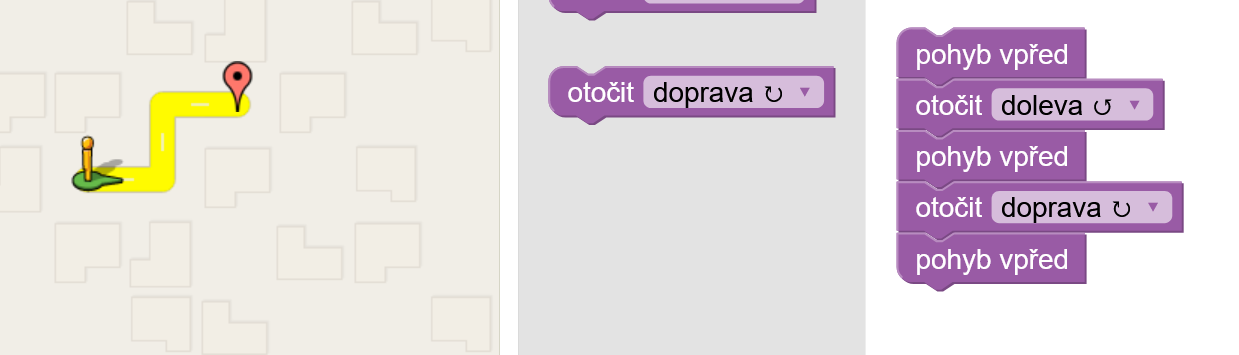 otočit doprava ↻ ▼
pohyb vpřed
otočit doleva ↺ ▼
pohyb vpřed
otočit doprava ↻ ▼
pohyb vpřed